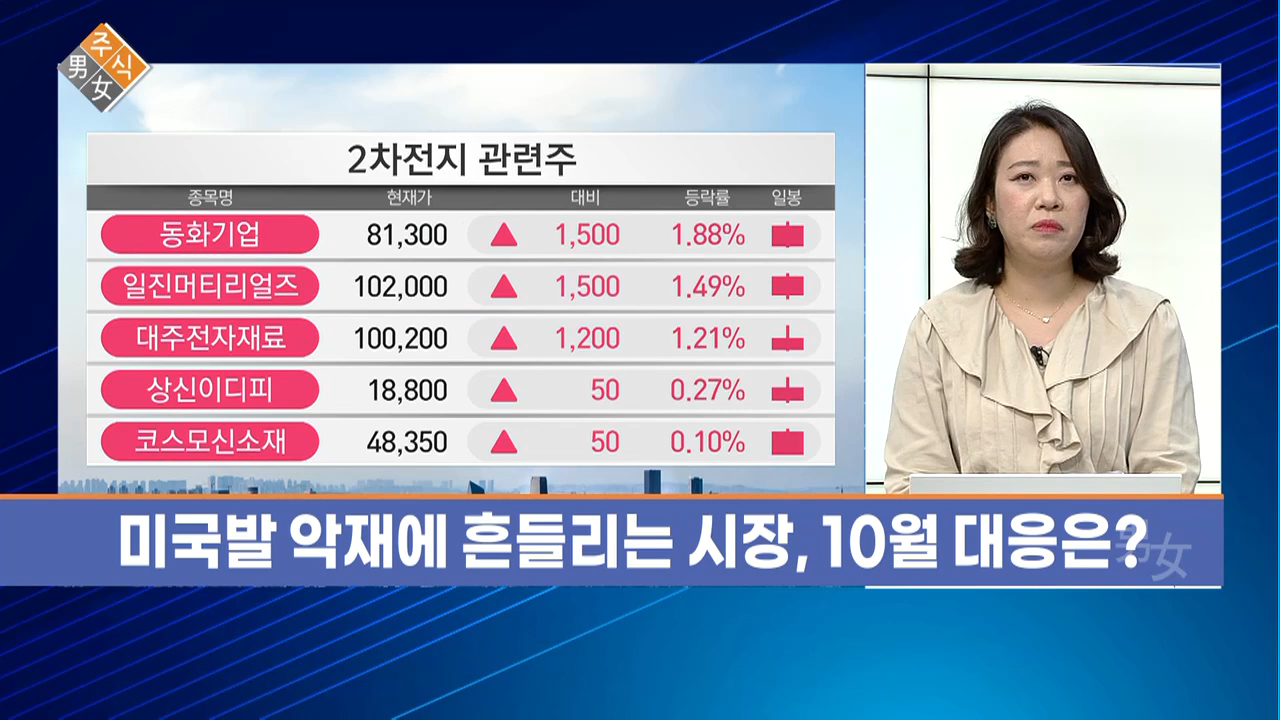 주식
男女
2차전지 관련주
종목명 현재가 대비 등락률 일봉
동화기업 81,300 ▲ 1,500 1.88%
일진머티리얼즈 102,000 ▲ 1,500 1.49%
대주전자재료 100,200 ▲ 1,200 1.21%
상신이디피 18,800 ▲ 50 0.27%
코스모신소재 48,350 ▲ 50 0.10%
미국발 악재에 흔들리는 시장, 10월 대응은?
男女